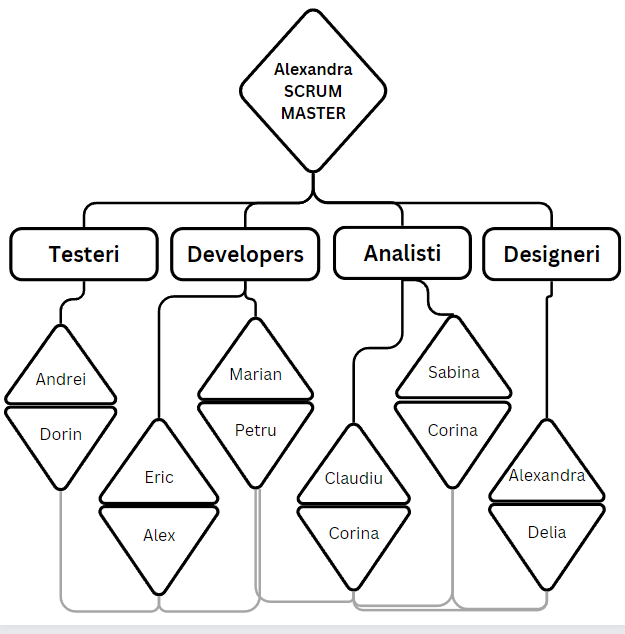 Alexandra
SCRUM
MASTER
Testeri
Developers
Analisti
Designeri
Andrei
Dorin
Marian
Petru
Sabina
Corina
Eric
Alex
Claudiu
Corina
Alexandra
Delia